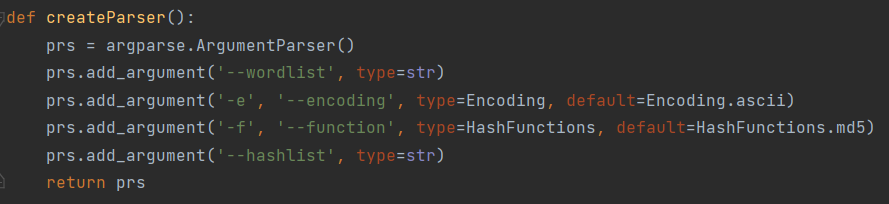 def createParser():
    prs = argparse.ArgumentParser()
    prs.add_argument('--wordlist', type=str)
    prs.add_argument('-e', '--encoding', type=Encoding, default=Encoding.ascii)
    prs.add_argument('-f', '--function', type=HashFunctions, default=HashFunctions.md5)
    prs.add_argument('--hashlist', type=str)
    return prs